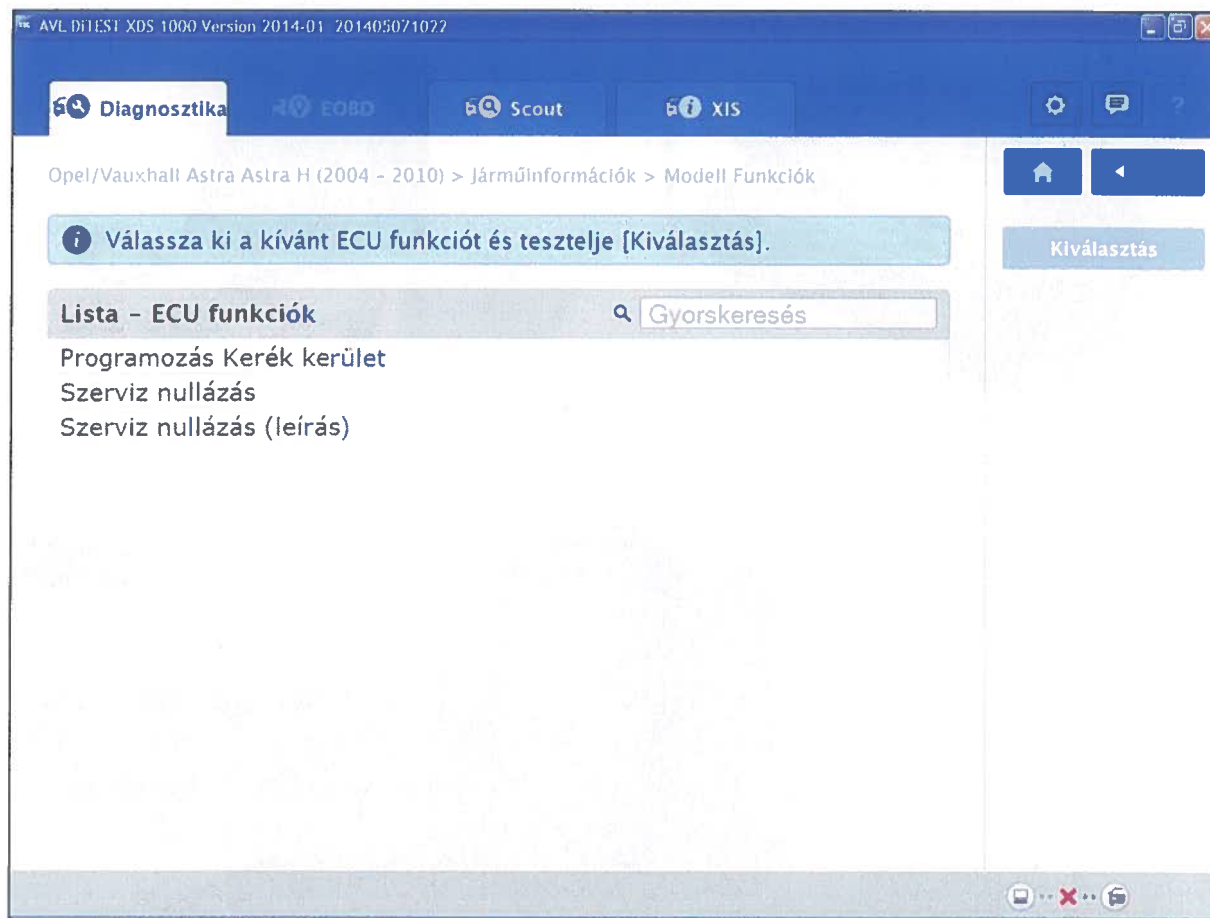 AVL DiTEST XDS 1000 Version 2014-01 201405071022
Diagnosztika EOBD Scout XIS
Opel/Vauxhall Astra Astra H (2004 - 2010) > Járműinformációk > Modell Funkciók
Válassza ki a kívánt ECU funkciót és tesztelje [Kiválasztás].
Kiválasztás
Lista - ECU funkciók Gyorskeresés
Programozás Kerék kerület
Szerviz nullázás
Szerviz nullázás (leírás)